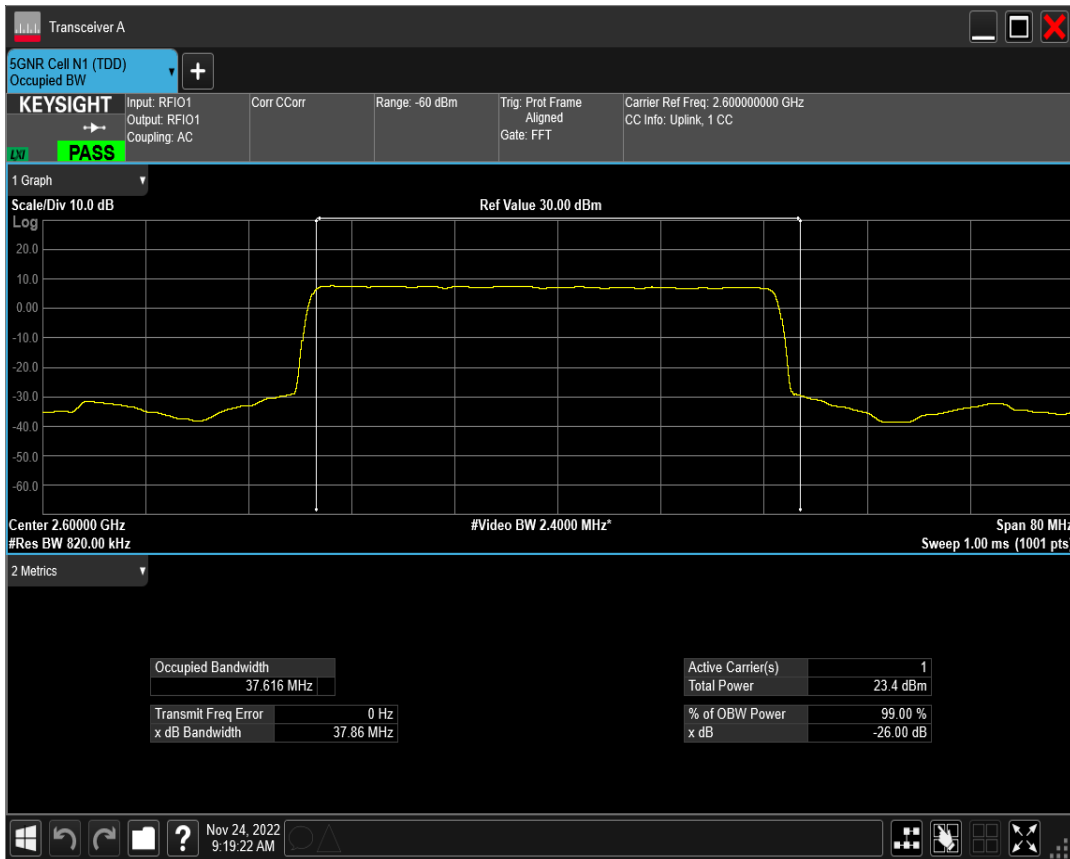 Transceiver A
5GNR Cell N1 (TDD)
Occupied BW
+
KEYSIGHT
LXI
PASS
Input: RFIO1
Output: RFIO1
Coupling: AC
Corr CCorr
Range: -60 dBm
Trig: Prot Frame
Aligned
Gate: FFT
Carrier Ref Freq: 2.600000000 GHz
CC Info: Uplink, 1 CC
1 Graph
Scale/Div 10.0 dB
Ref Value 30.00 dBm
Log
20.0
10.0
0.00
-10.0
-20.0
-30.0
-40.0
-50.0
-60.0
Center 2.60000 GHz
#Video BW 2.4000 MHz*
Span 80 MHz
#Res BW 820.00 kHz
Sweep 1.00 ms (1001 pts)
2 Metrics
Occupied Bandwidth
37.616 MHz
Transmit Freq Error 0 Hz
x dB Bandwidth 37.86 MHz
Active Carrier(s) 1
Total Power 23.4 dBm
% of OBW Power 99.00 %
x dB -26.00 dB
?
Nov 24, 2022
9:19:22 AM